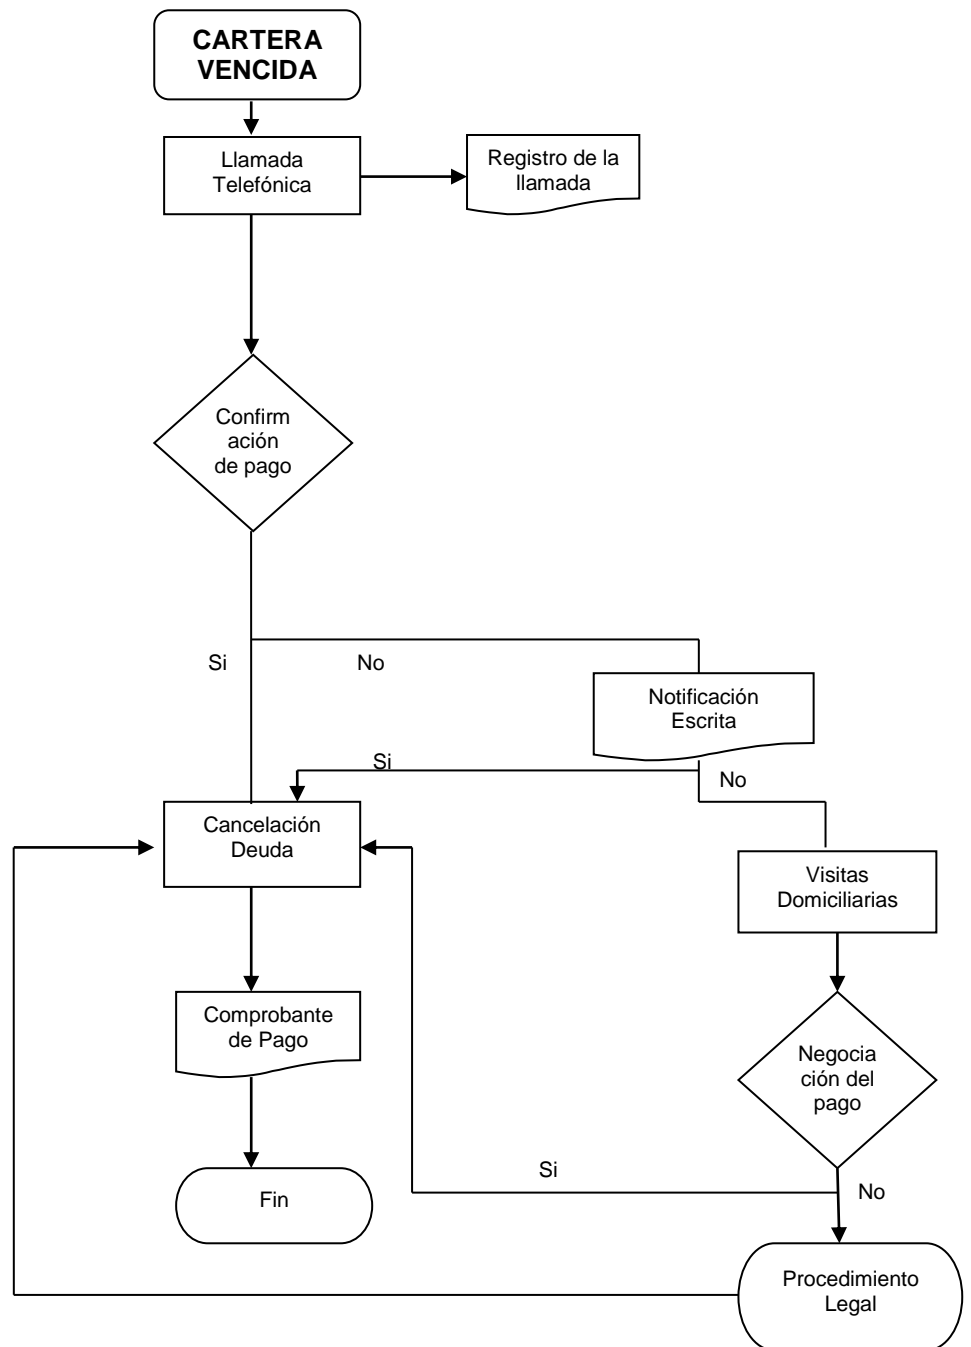 CARTERA
VENCIDA
Llamada
Telefónica
Registro de la
llamada
Confirm
ación
de pago
Si
No
Notificación
Escrita
Si
No
Cancelación
Deuda
Visitas
Domiciliarias
Comprobante
de Pago
Negocia
ción del
pago
Si
No
Fin
Procedimiento
Legal